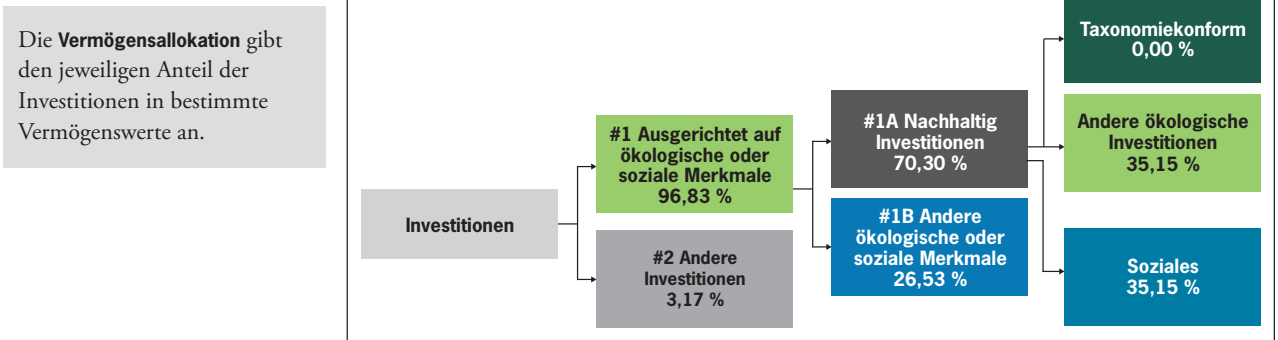 Die Vermögensallokation gibt
den jeweiligen Anteil der
Investitionen in bestimmte
Vermögenswerte an.
Investitionen
#1 Ausgerichtet auf
ökologische oder
soziale Merkmale
96,83 %
#2 Andere
Investitionen
3,17 %
#1A Nachhaltig
Investitionen
70,30 %
#1B Andere
ökologische oder
soziale Merkmale
26,53 %
Taxonomiekonform
0,00 %
Andere ökologische
Investitionen
35,15 %
Soziales
35,15 %